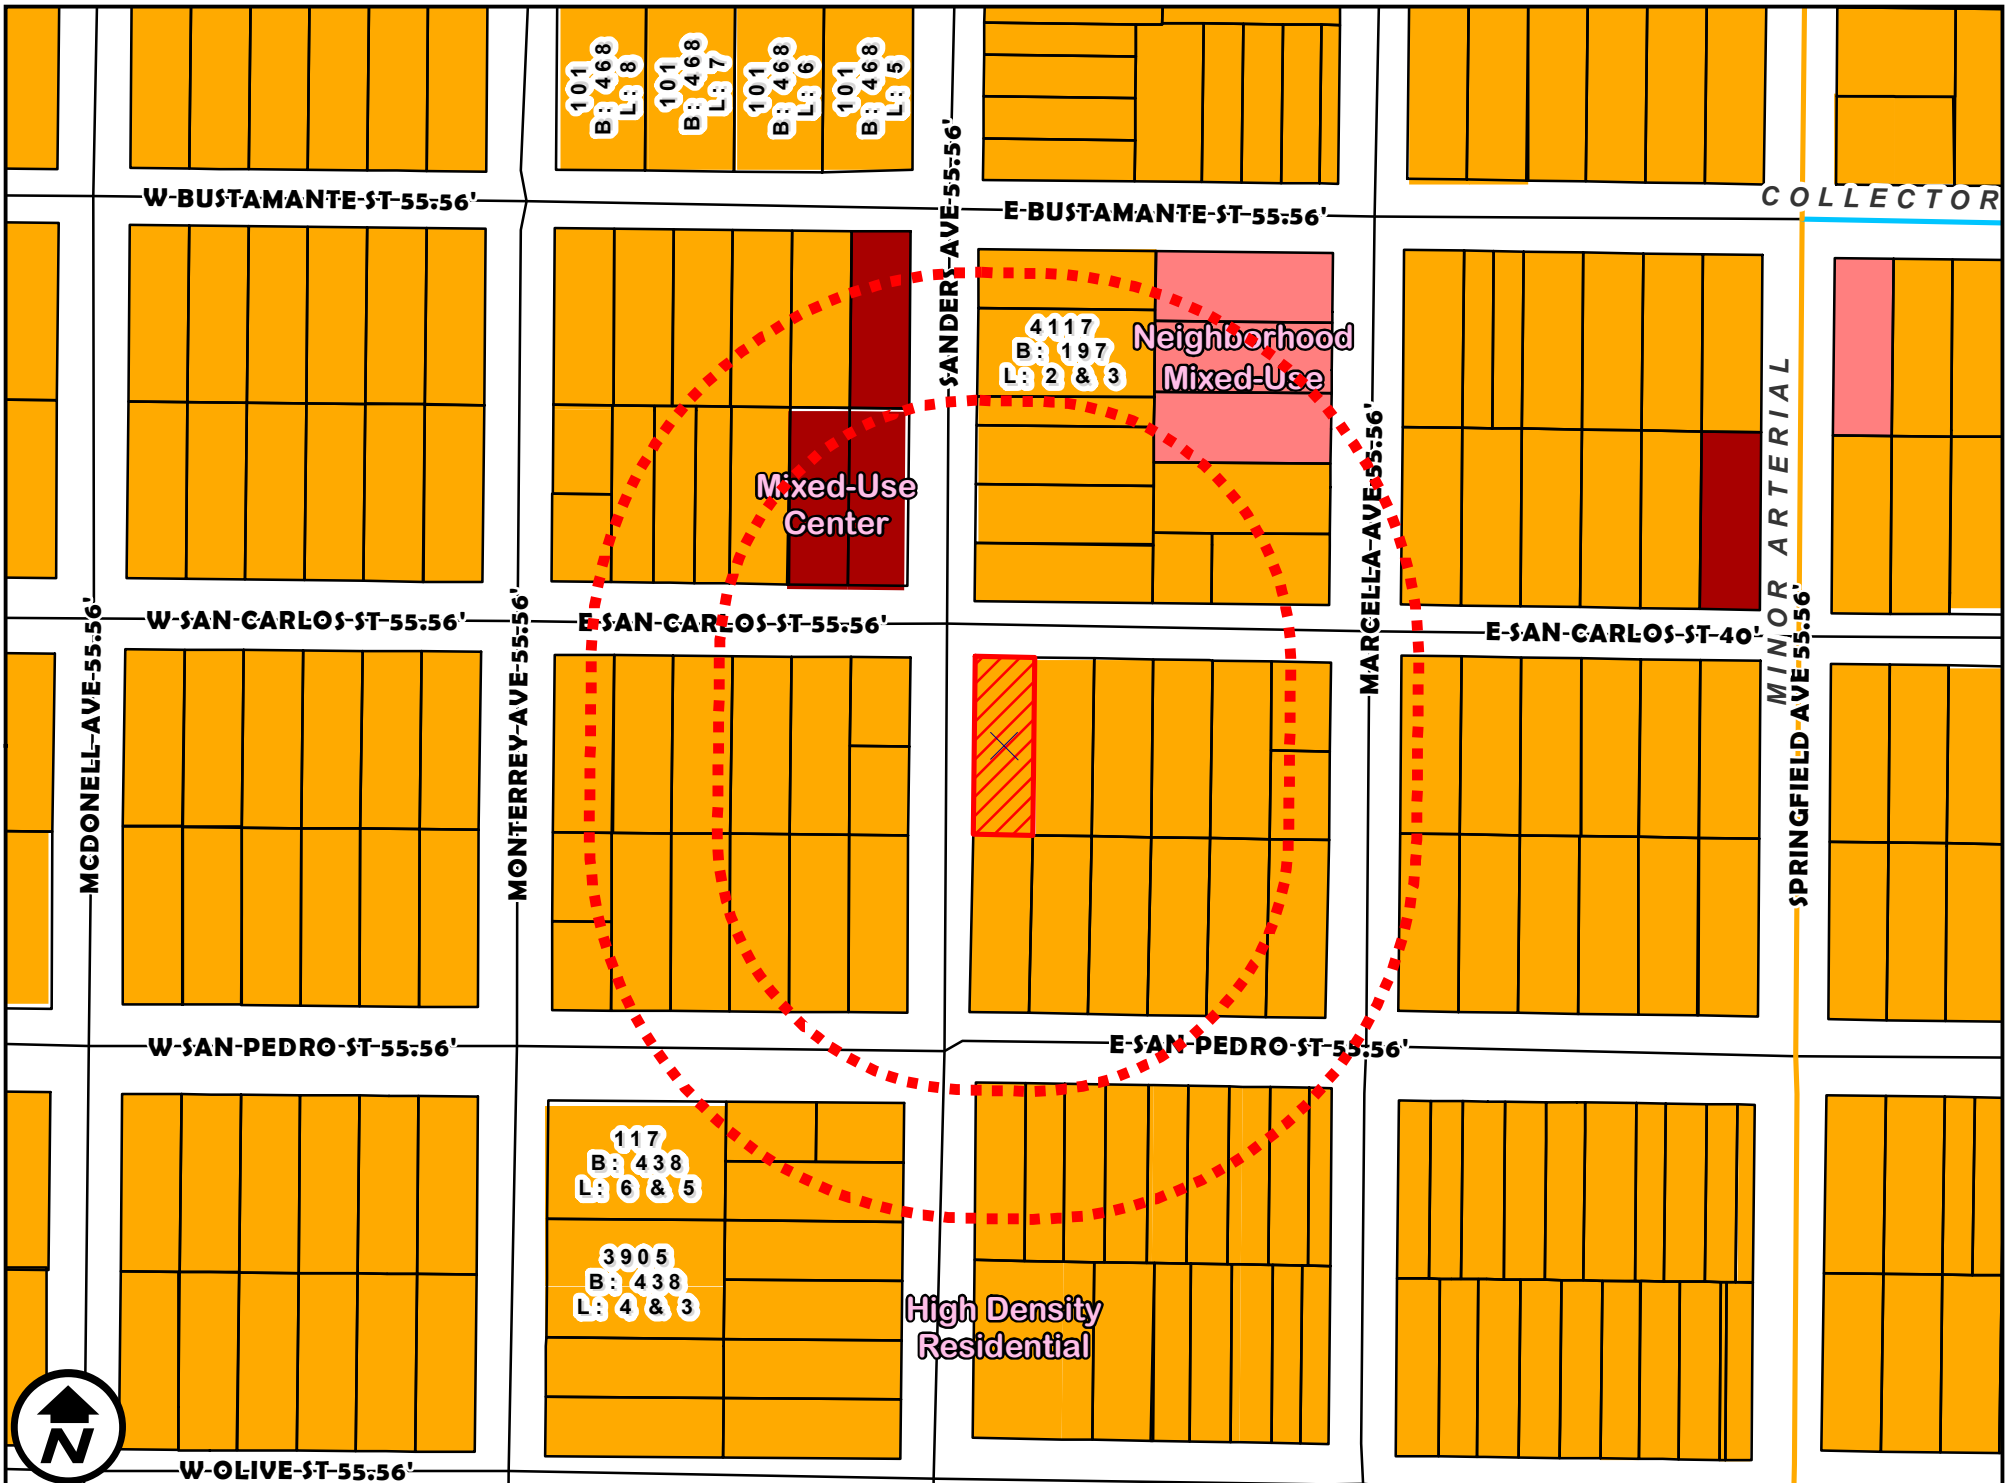 101
B: 468
L: 8
101
B: 468
L: 7
101
B: 468
L: 6
101
B: 468
L: 5
W BUSTAMANTE ST 55.56'
SANDERS AVE 55.56'
E BUSTAMANTE ST 55.56'
COLLECTOR
4117
B: 197
L: 2 & 3
Neighborhood
Mixed-Use
Mixed-Use
Center
MARCELLA AVE 55.56'
MINOR ARTERIAL
W SAN CARLOS ST 55.56'
E SAN CARLOS ST 55.56'
E SAN CARLOS ST 40'
MCDONELL AVE 55.56'
MONTERREY AVE 55.56'
SPRINGFIELD AVE 55.56'
W SAN PEDRO ST 55.56'
E SAN PEDRO ST 55.56'
117
B: 438
L: 6 & 5
3905
B: 438
L: 4 & 3
High Density
Residential
N
W OLIVE ST 55.56'